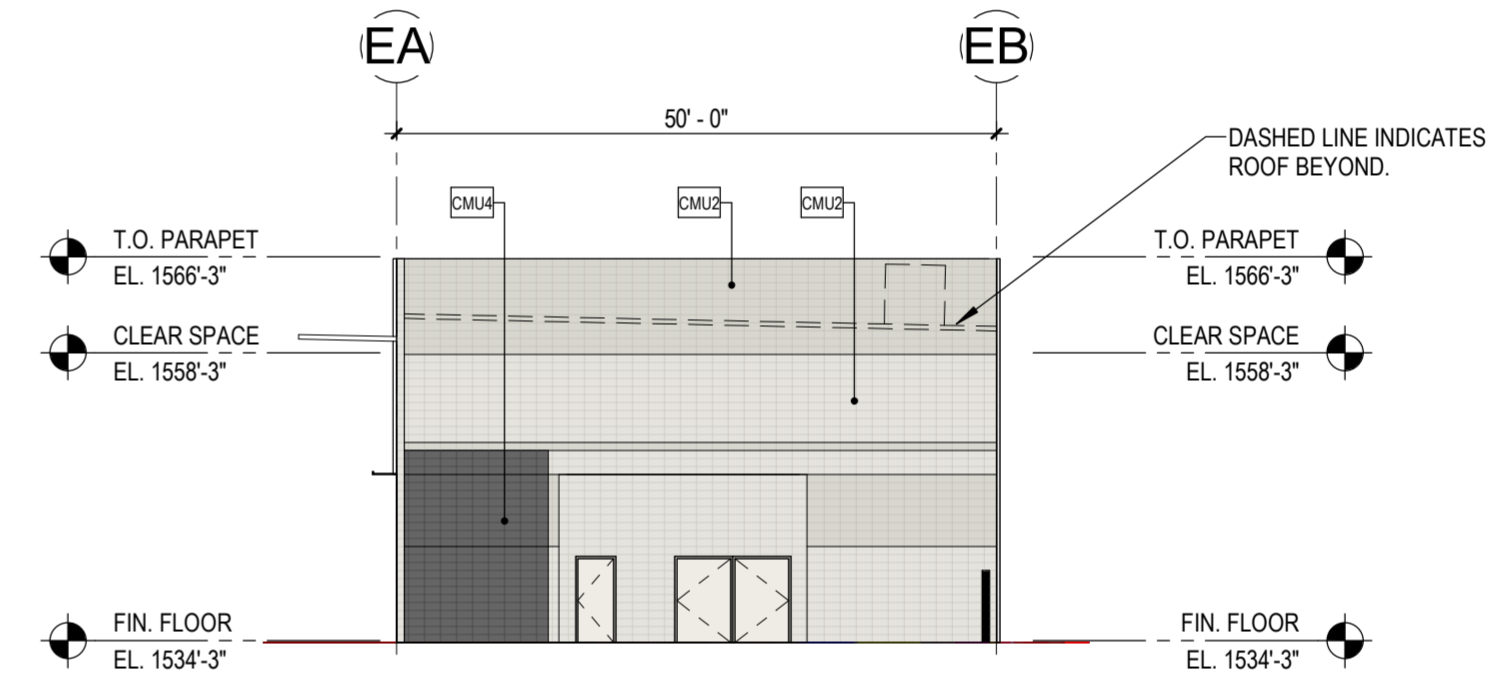 EA
EB
50' - 0"
DASHED LINE INDICATES
ROOF BEYOND.
CMU4
CMU2
CMU2
T.O. PARAPET
EL. 1566'-3"
T.O. PARAPET
EL. 1566'-3"
CLEAR SPACE
EL. 1558'-3"
CLEAR SPACE
EL. 1558'-3"
FIN. FLOOR
EL. 1534'-3"
FIN. FLOOR
EL. 1534'-3"